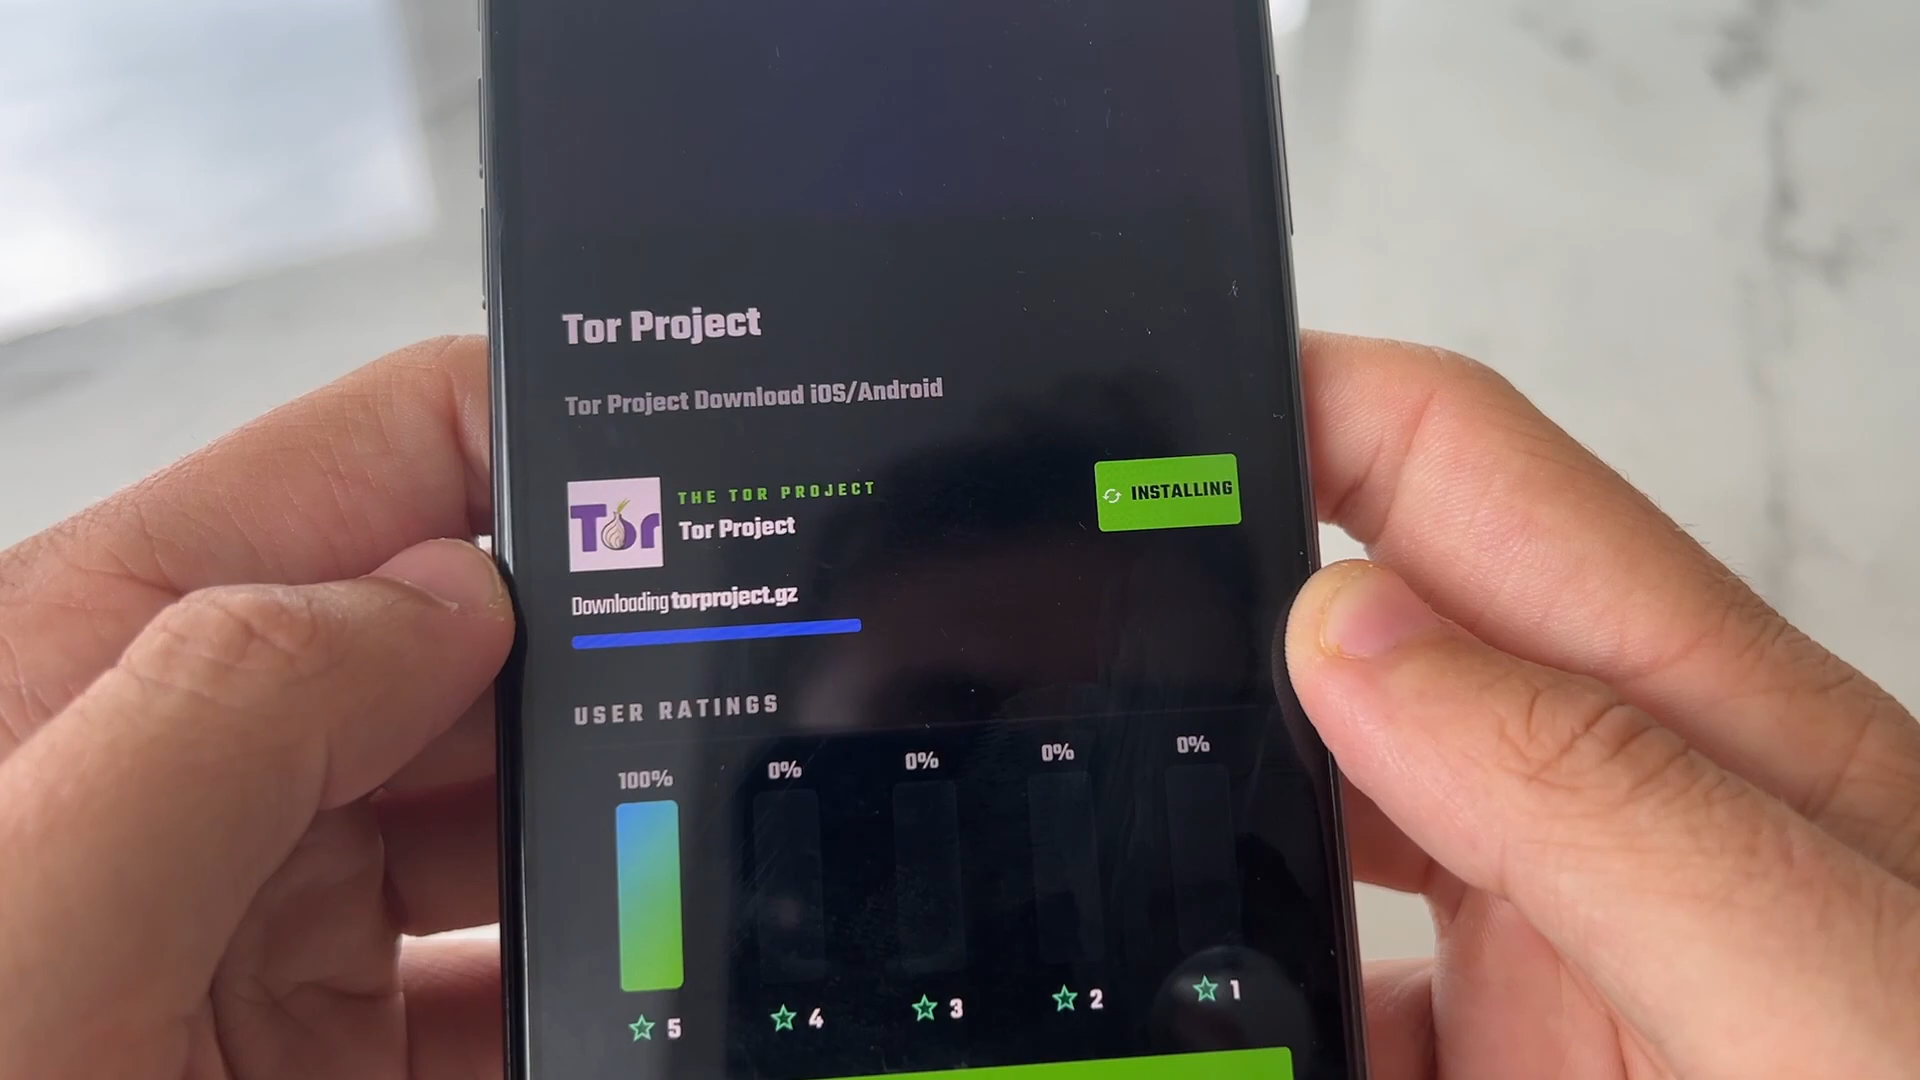 Tor Project
Tor Project Download iOS/Android
Tor
THE TOR PROJECT
Tor Project
INSTALLING
Downloading torproject.gz
USER RATINGS
100% 0% 0% 0% 0%
5 4 3 2 1